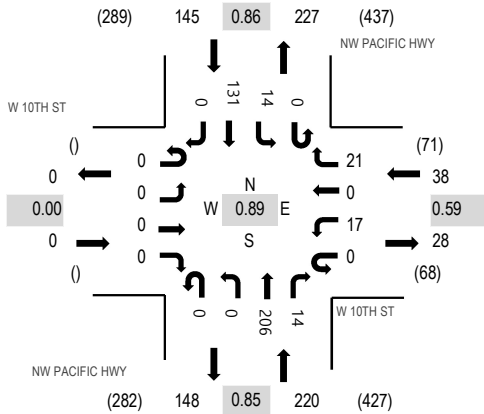 (289) 145 0.86 227 (437)
NW PACIFIC HWY
0 131 14 0
W 10TH ST
() 0 21 (71)
0 0 N 0 38
0.00 W 0.89 E 0.59
0 0 S 17 28
() 0 0 (68)
0 0 206 14
W 10TH ST
NW PACIFIC HWY
(282) 148 0.85 220 (427)